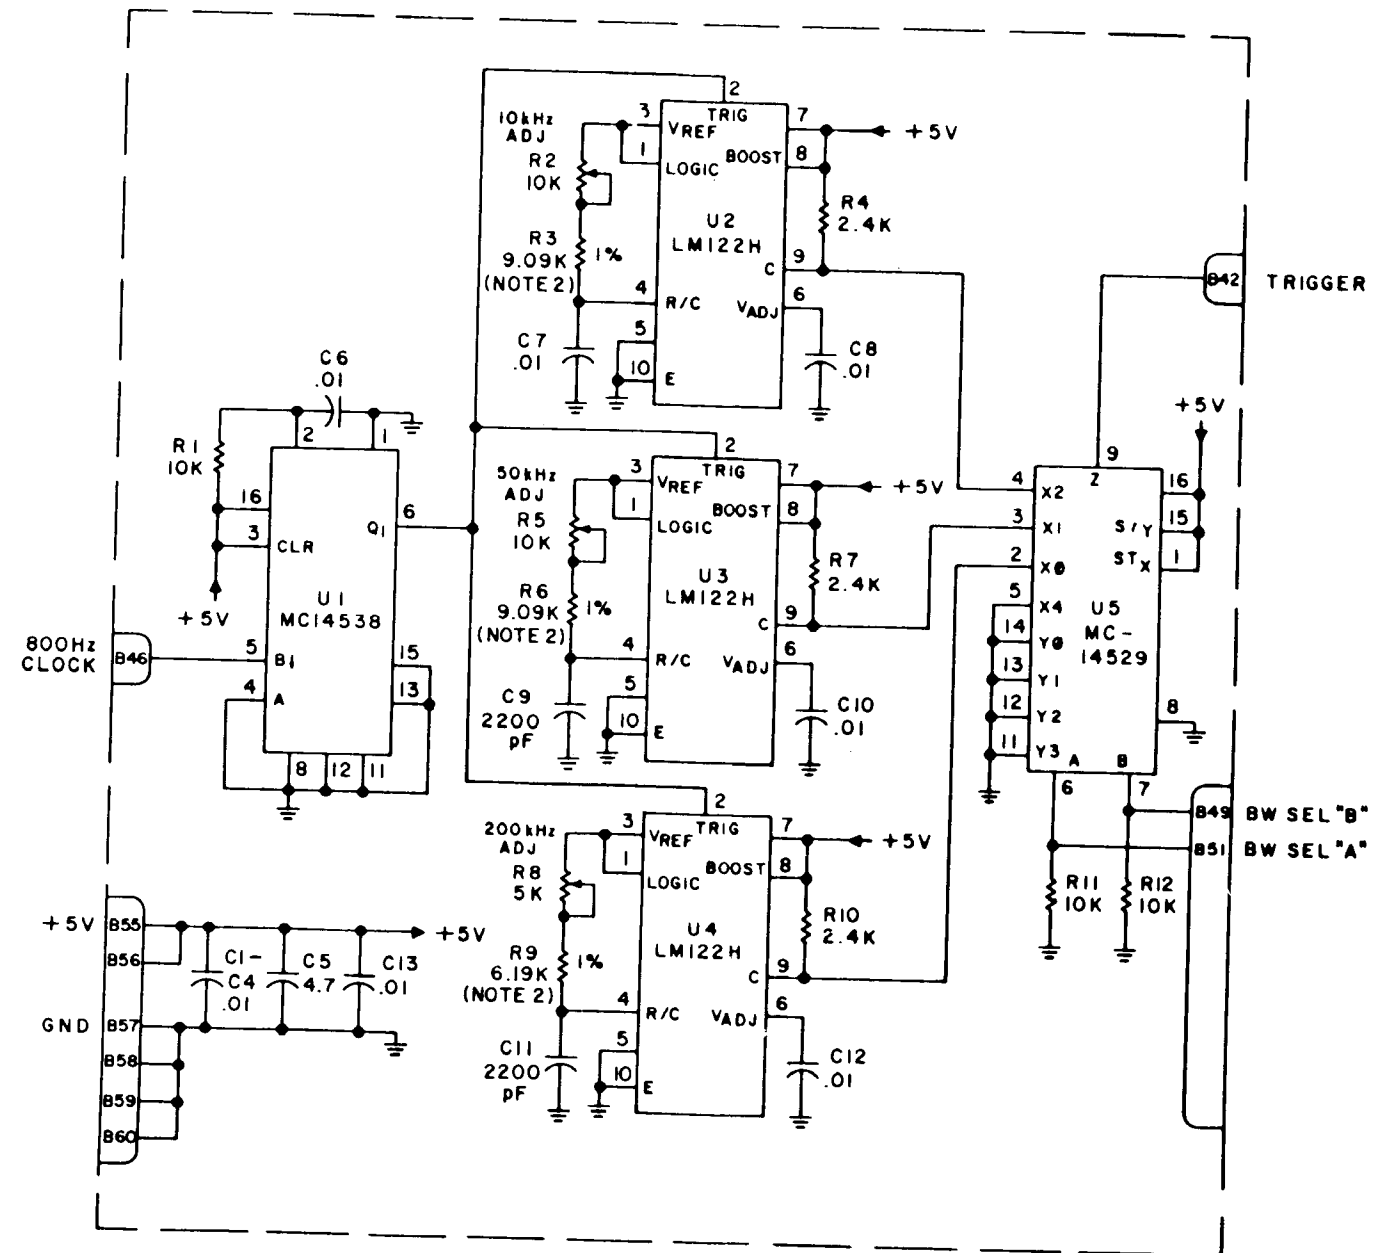 2
TRIG
10kHz
ADJ
3
VREF
7
+5V
1
LOGIC
BOOST
8
R2
10K
R4
2.4K
U2
LM122H
R3
9.09K
(NOTE 2)
1%
C
9
4
R/C
VADJ
6
5
10
E
C7
.01
C8
.01
B42
TRIGGER
C6
.01
2
1
R1
10K
16
3
CLR
Q1
6
+5V
U1
MC14538
800Hz
CLOCK
B46
5
B1
4
A
15
13
8
12
11
2
TRIG
50kHz
ADJ
3
VREF
7
+5V
1
LOGIC
BOOST
8
R5
10K
R7
2.4K
U3
LM122H
R6
9.09K
(NOTE 2)
1%
C
9
4
R/C
VADJ
6
5
10
E
C9
2200
pF
C10
.01
+5V
9
Z
4
X2
16
3
X1
S/Y
15
2
X0
STX
1
5
X4
U5
MC-
14529
14
Y0
13
Y1
12
Y2
8
11
Y3
A
B
6
7
B49
BW SEL "B"
B51
BW SEL "A"
R11
10K
R12
10K
2
TRIG
200kHz
ADJ
3
VREF
7
+5V
1
LOGIC
BOOST
8
R8
5K
R10
2.4K
U4
LM122H
R9
6.19K
(NOTE 2)
1%
C
9
4
R/C
VADJ
6
5
10
E
C11
2200
pF
C12
.01
+5V
B55
+5V
B56
C1-
C4
.01
C5
4.7
C13
.01
GND
B57
B58
B59
B60